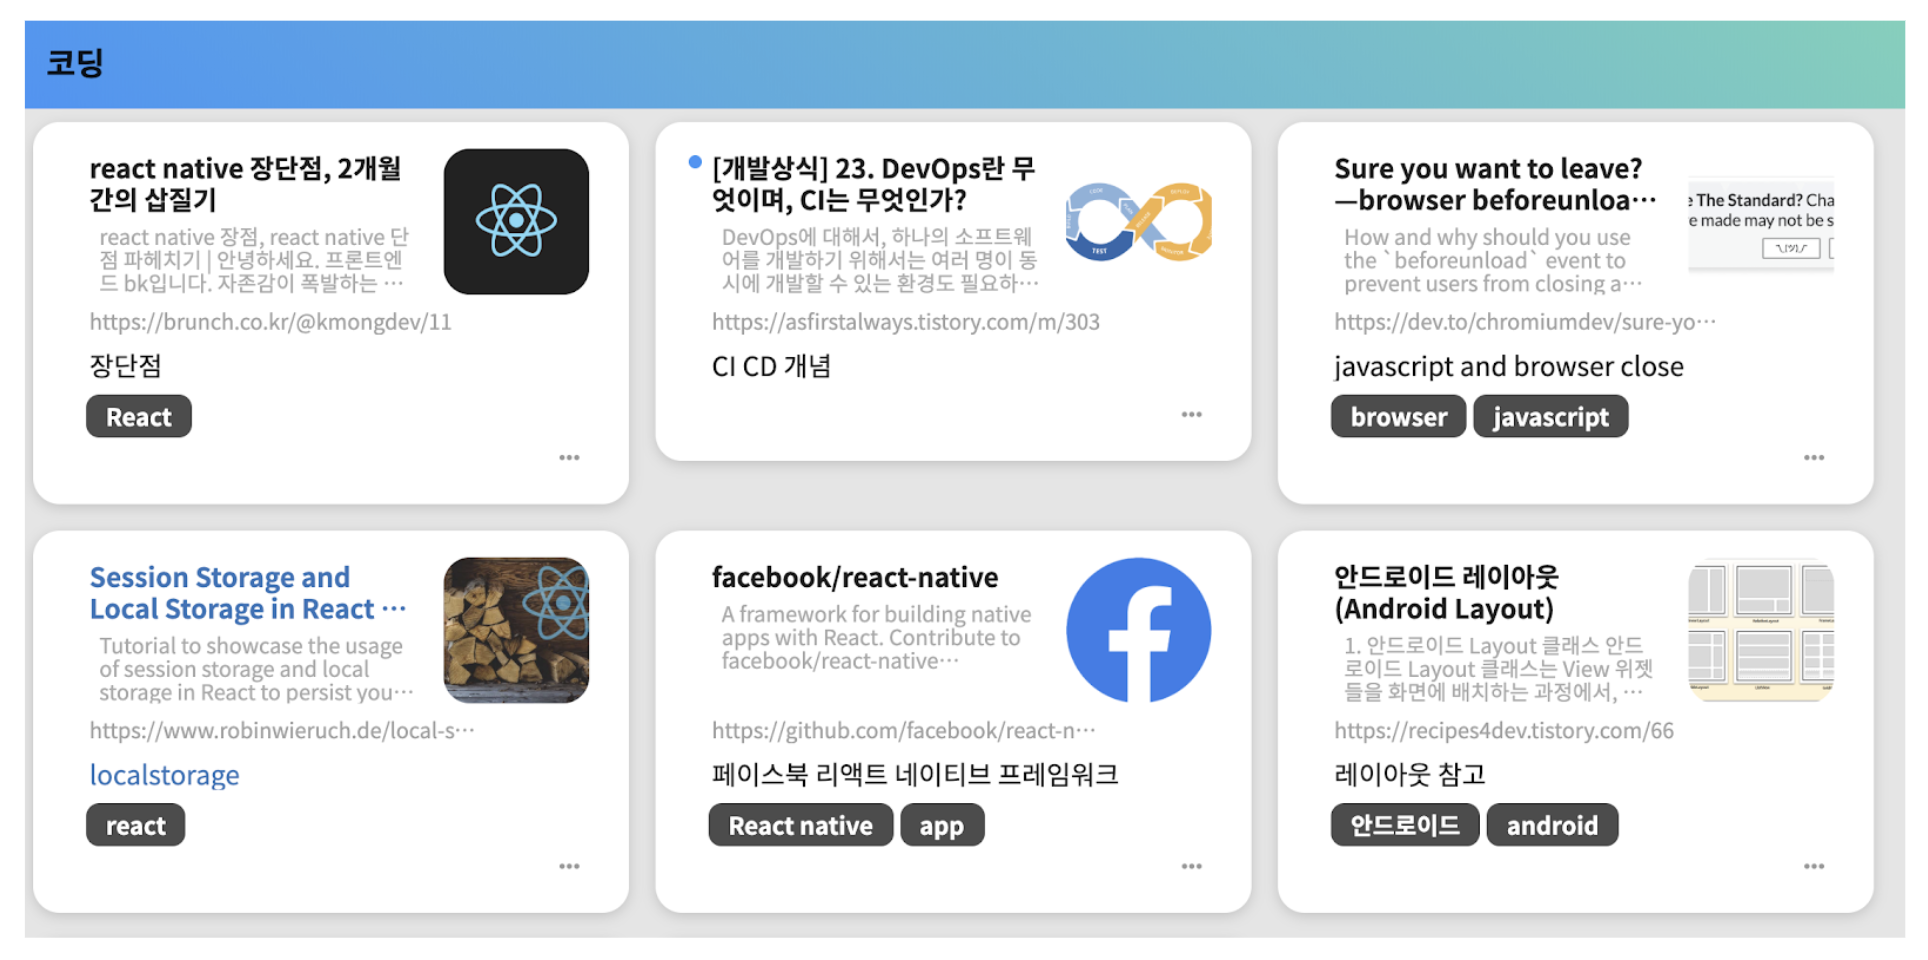 코딩
react native 장단점, 2개월
간의 삽질기
react native 장점, react native 단
점 파헤치기 | 안녕하세요. 프론트엔
드 bk입니다. 자존감이 폭발하는 …
https://brunch.co.kr/@kmongdev/11
장단점
React
[개발상식] 23. DevOps란 무
엇이며, CI는 무엇인가?
DevOps에 대해서, 하나의 소프트웨
어를 개발하기 위해서는 여러 명이 동
시에 개발할 수 있는 환경도 필요하…
TEST
https://asfirstalways.tistory.com/m/303
CI CD 개념
Sure you want to leave?
—browser beforeunloa…
How and why should you use
the `beforeunload` event to
prevent users from closing a…
The Standard? Cha
e made may not be s
¯\_(ツ)_/¯
https://dev.to/chromiumdev/sure-yo…
javascript and browser close
browser javascript
Session Storage and
Local Storage in React …
Tutorial to showcase the usage
of session storage and local
storage in React to persist you…
https://www.robinwieruch.de/local-s…
localstorage
react
facebook/react-native
A framework for building native
apps with React. Contribute to
facebook/react-native…
https://github.com/facebook/react-n…
페이스북 리액트 네이티브 프레임워크
React native app
안드로이드 레이아웃
(Android Layout)
1. 안드로이드 Layout 클래스 안드
로이드 Layout 클래스는 View 위젯
들을 화면에 배치하는 과정에서, …
https://recipes4dev.tistory.com/66
레이아웃 참고
안드로이드 android